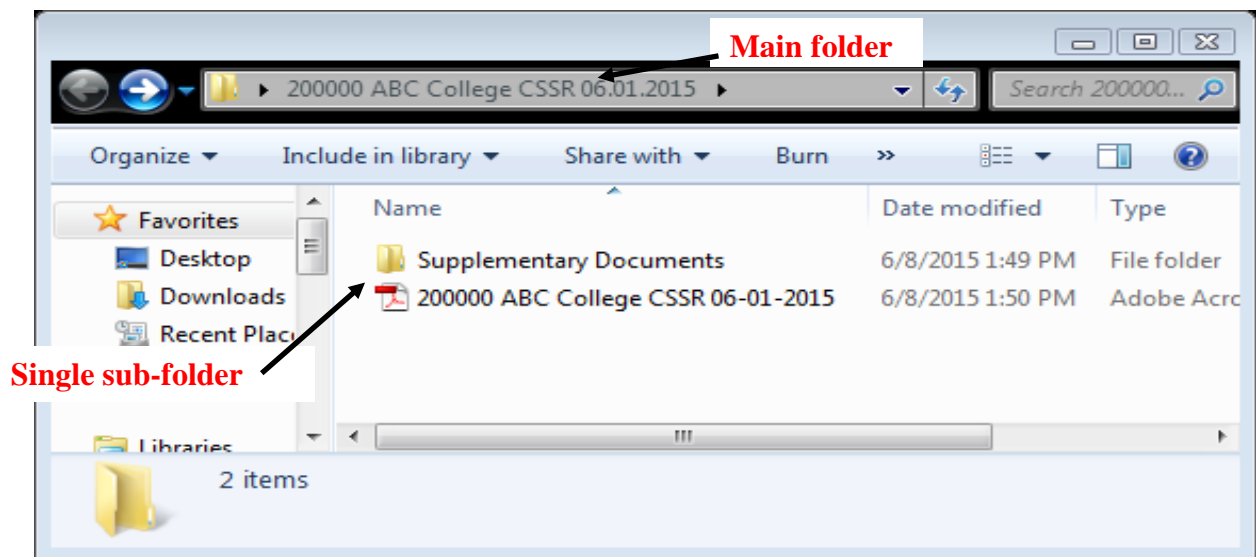 Main folder
200000 ABC College CSSR 06.01.2015
Search 200000...
Organize Include in library Share with Burn »
Favorites
Desktop
Downloads
Recent Plac
Libraries
Name Date modified Type
Supplementary Documents 6/8/2015 1:49 PM File folder
200000 ABC College CSSR 06-01-2015 6/8/2015 1:50 PM Adobe Acrc
Single sub-folder
2 items